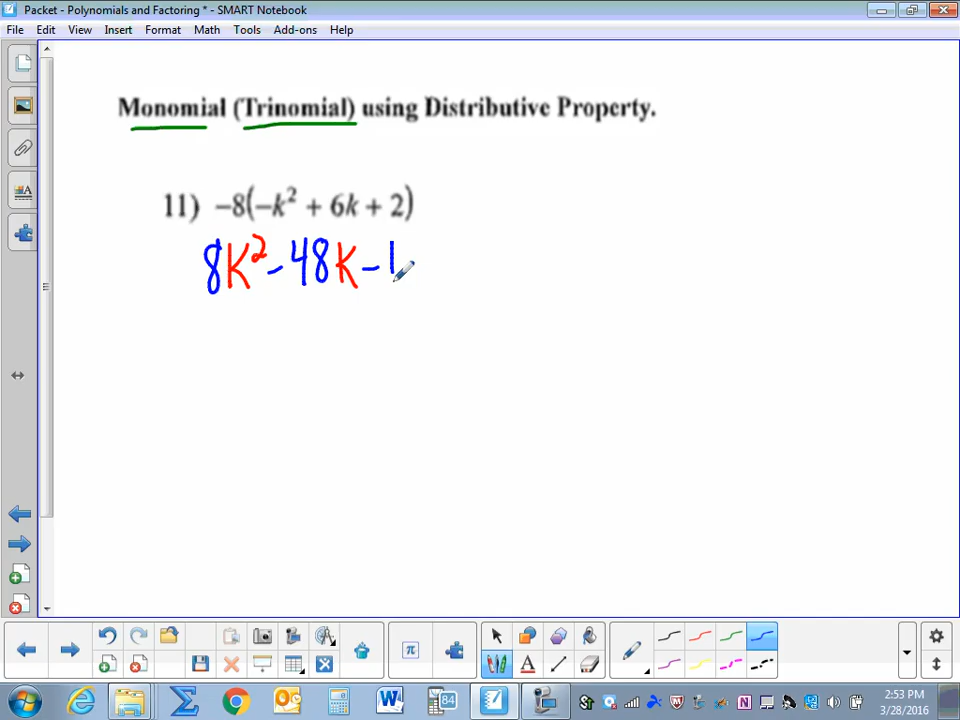 Packet - Polynomials and Factoring * - SMART Notebook
File Edit View Insert Format Math Tools Add-ons Help
Monomial (Trinomial) using Distributive Property.
11) −8(−k² + 6k + 2)
8K² - 48K - 1
π
A
84
W
N
2:53 PM
3/28/2016